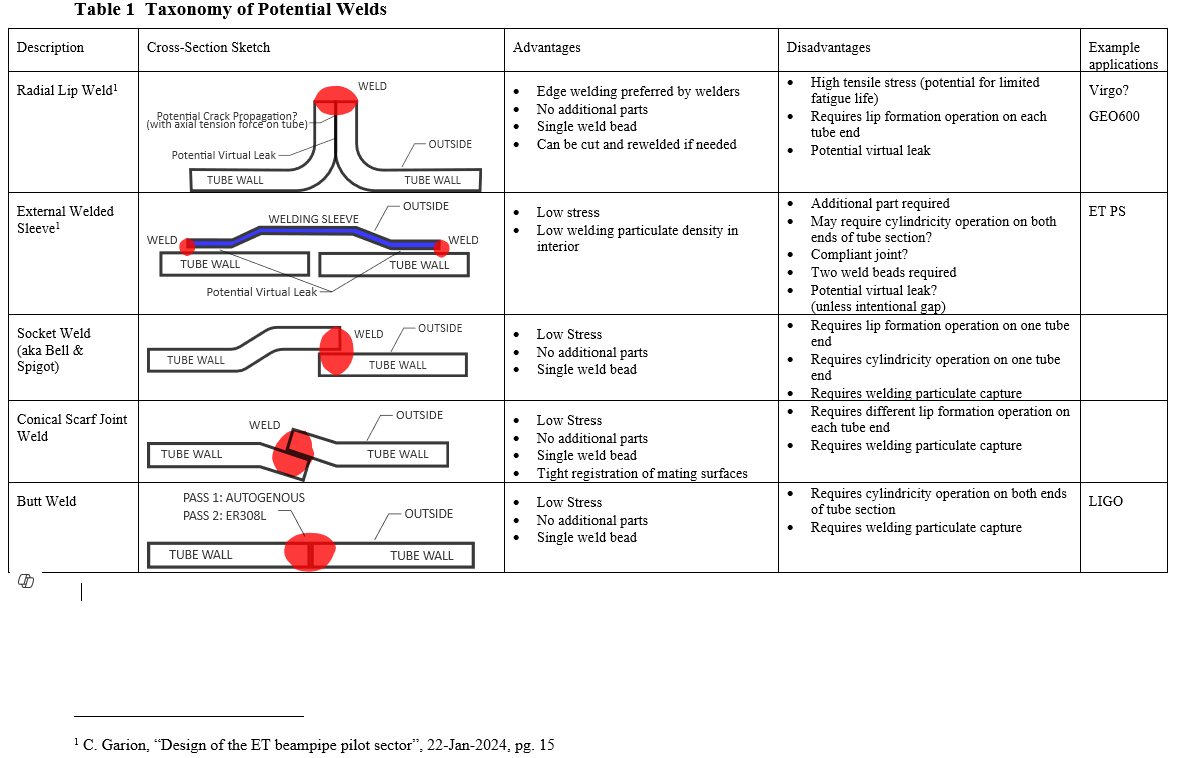 Table 1 Taxonomy of Potential Welds
Description
Cross-Section Sketch
Advantages
Disadvantages
Example
applications
Radial Lip Weld1
WELD
Potential Crack Propagation?
(with axial tension force on tube)
Potential Virtual Leak
OUTSIDE
TUBE WALL
TUBE WALL
• Edge welding preferred by welders
• No additional parts
• Single weld bead
• Can be cut and rewelded if needed
• High tensile stress (potential for limited
fatigue life)
• Requires lip formation operation on each
tube end
• Potential virtual leak
Virgo?
GEO600
External Welded
Sleeve1
OUTSIDE
WELDING SLEEVE
WELD
WELD
TUBE WALL
TUBE WALL
Potential Virtual Leak
• Low stress
• Low welding particulate density in
interior
• Additional part required
• May require cylindricity operation on both
ends of tube section?
• Compliant joint?
• Two weld beads required
• Potential virtual leak?
(unless intentional gap)
ET PS
Socket Weld
(aka Bell &
Spigot)
WELD
OUTSIDE
TUBE WALL
TUBE WALL
• Low Stress
• No additional parts
• Single weld bead
• Requires lip formation operation on one tube
end
• Requires cylindricity operation on one tube
end
• Requires welding particulate capture
Conical Scarf Joint
Weld
WELD
OUTSIDE
TUBE WALL
TUBE WALL
• Low Stress
• No additional parts
• Single weld bead
• Tight registration of mating surfaces
• Requires different lip formation operation on
each tube end
• Requires welding particulate capture
Butt Weld
PASS 1: AUTOGENOUS
PASS 2: ER308L
OUTSIDE
TUBE WALL
TUBE WALL
• Low Stress
• No additional parts
• Single weld bead
• Requires cylindricity operation on both ends
of tube section
• Requires welding particulate capture
LIGO
1 C. Garion, “Design of the ET beampipe pilot sector”, 22-Jan-2024, pg. 15